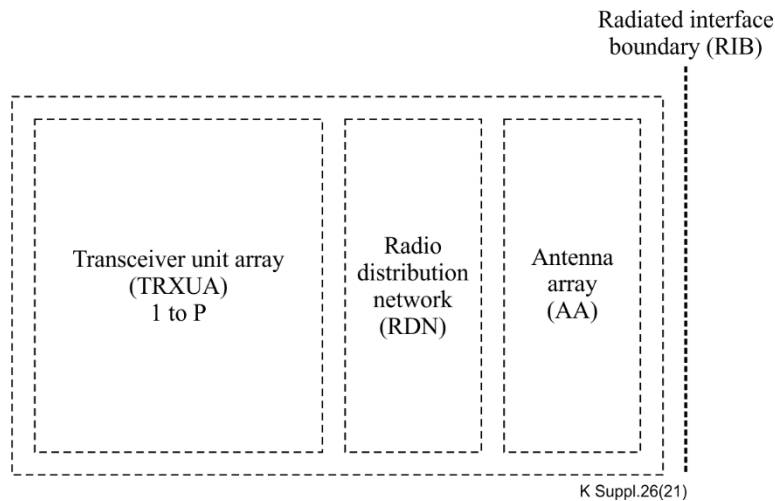 Radiated interface
boundary (RIB)
Transceiver unit array
(TRXUA)
1 to P
Radio
distribution
network
(RDN)
Antenna
array
(AA)
K Suppl.26(21)